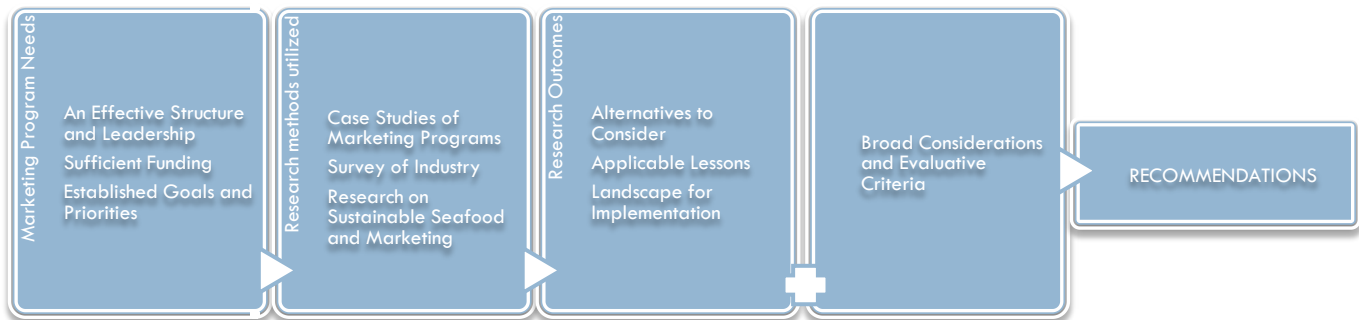 Marketing Program Needs
An Effective Structure
and Leadership
Sufficient Funding
Established Goals and
Priorities
Research methods utilized
Case Studies of
Marketing Programs
Survey of Industry
Research on
Sustainable Seafood
and Marketing
Research Outcomes
Alternatives to
Consider
Applicable Lessons
Landscape for
Implementation
Broad Considerations
and Evaluative
Criteria
RECOMMENDATIONS